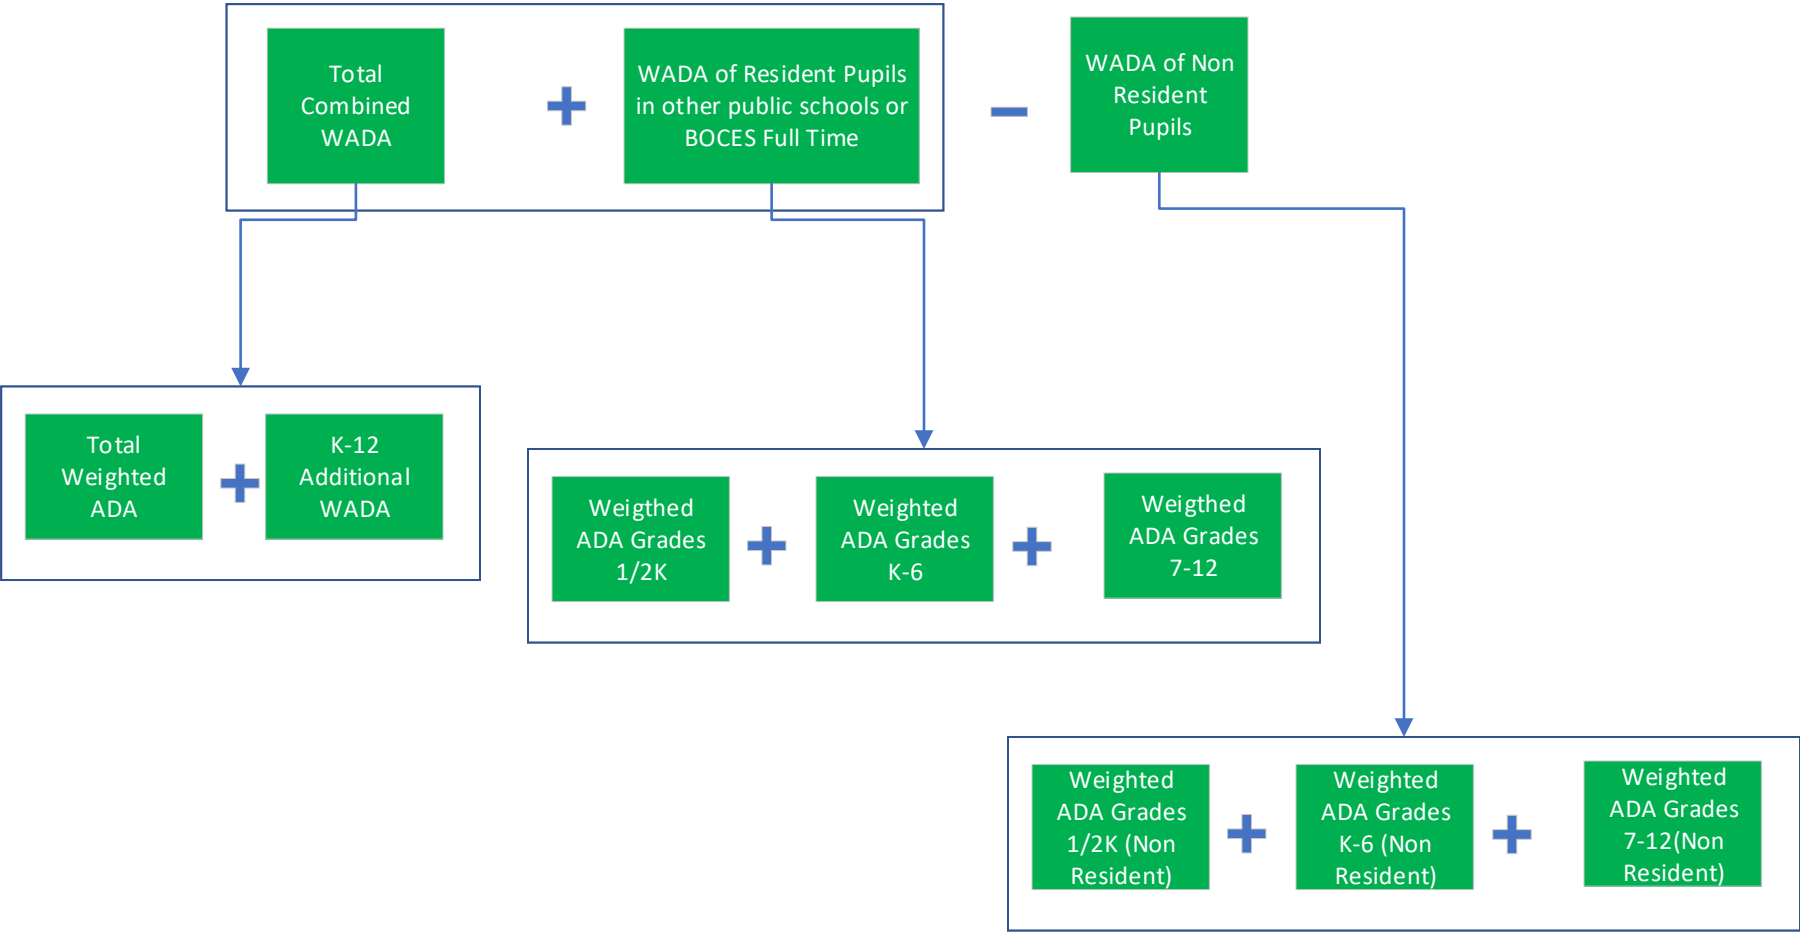 Total
Combined
WADA
WADA of Resident Pupils
in other public schools or
BOCES Full Time
WADA of Non
Resident
Pupils
Total
Weighted
ADA
K-12
Additional
WADA
Weigthed
ADA Grades
1/2K
Weighted
ADA Grades
K-6
Weigthed
ADA Grades
7-12
Weighted
ADA Grades
1/2K (Non
Resident)
Weighted
ADA Grades
K-6 (Non
Resident)
Weighted
ADA Grades
7-12(Non
Resident)